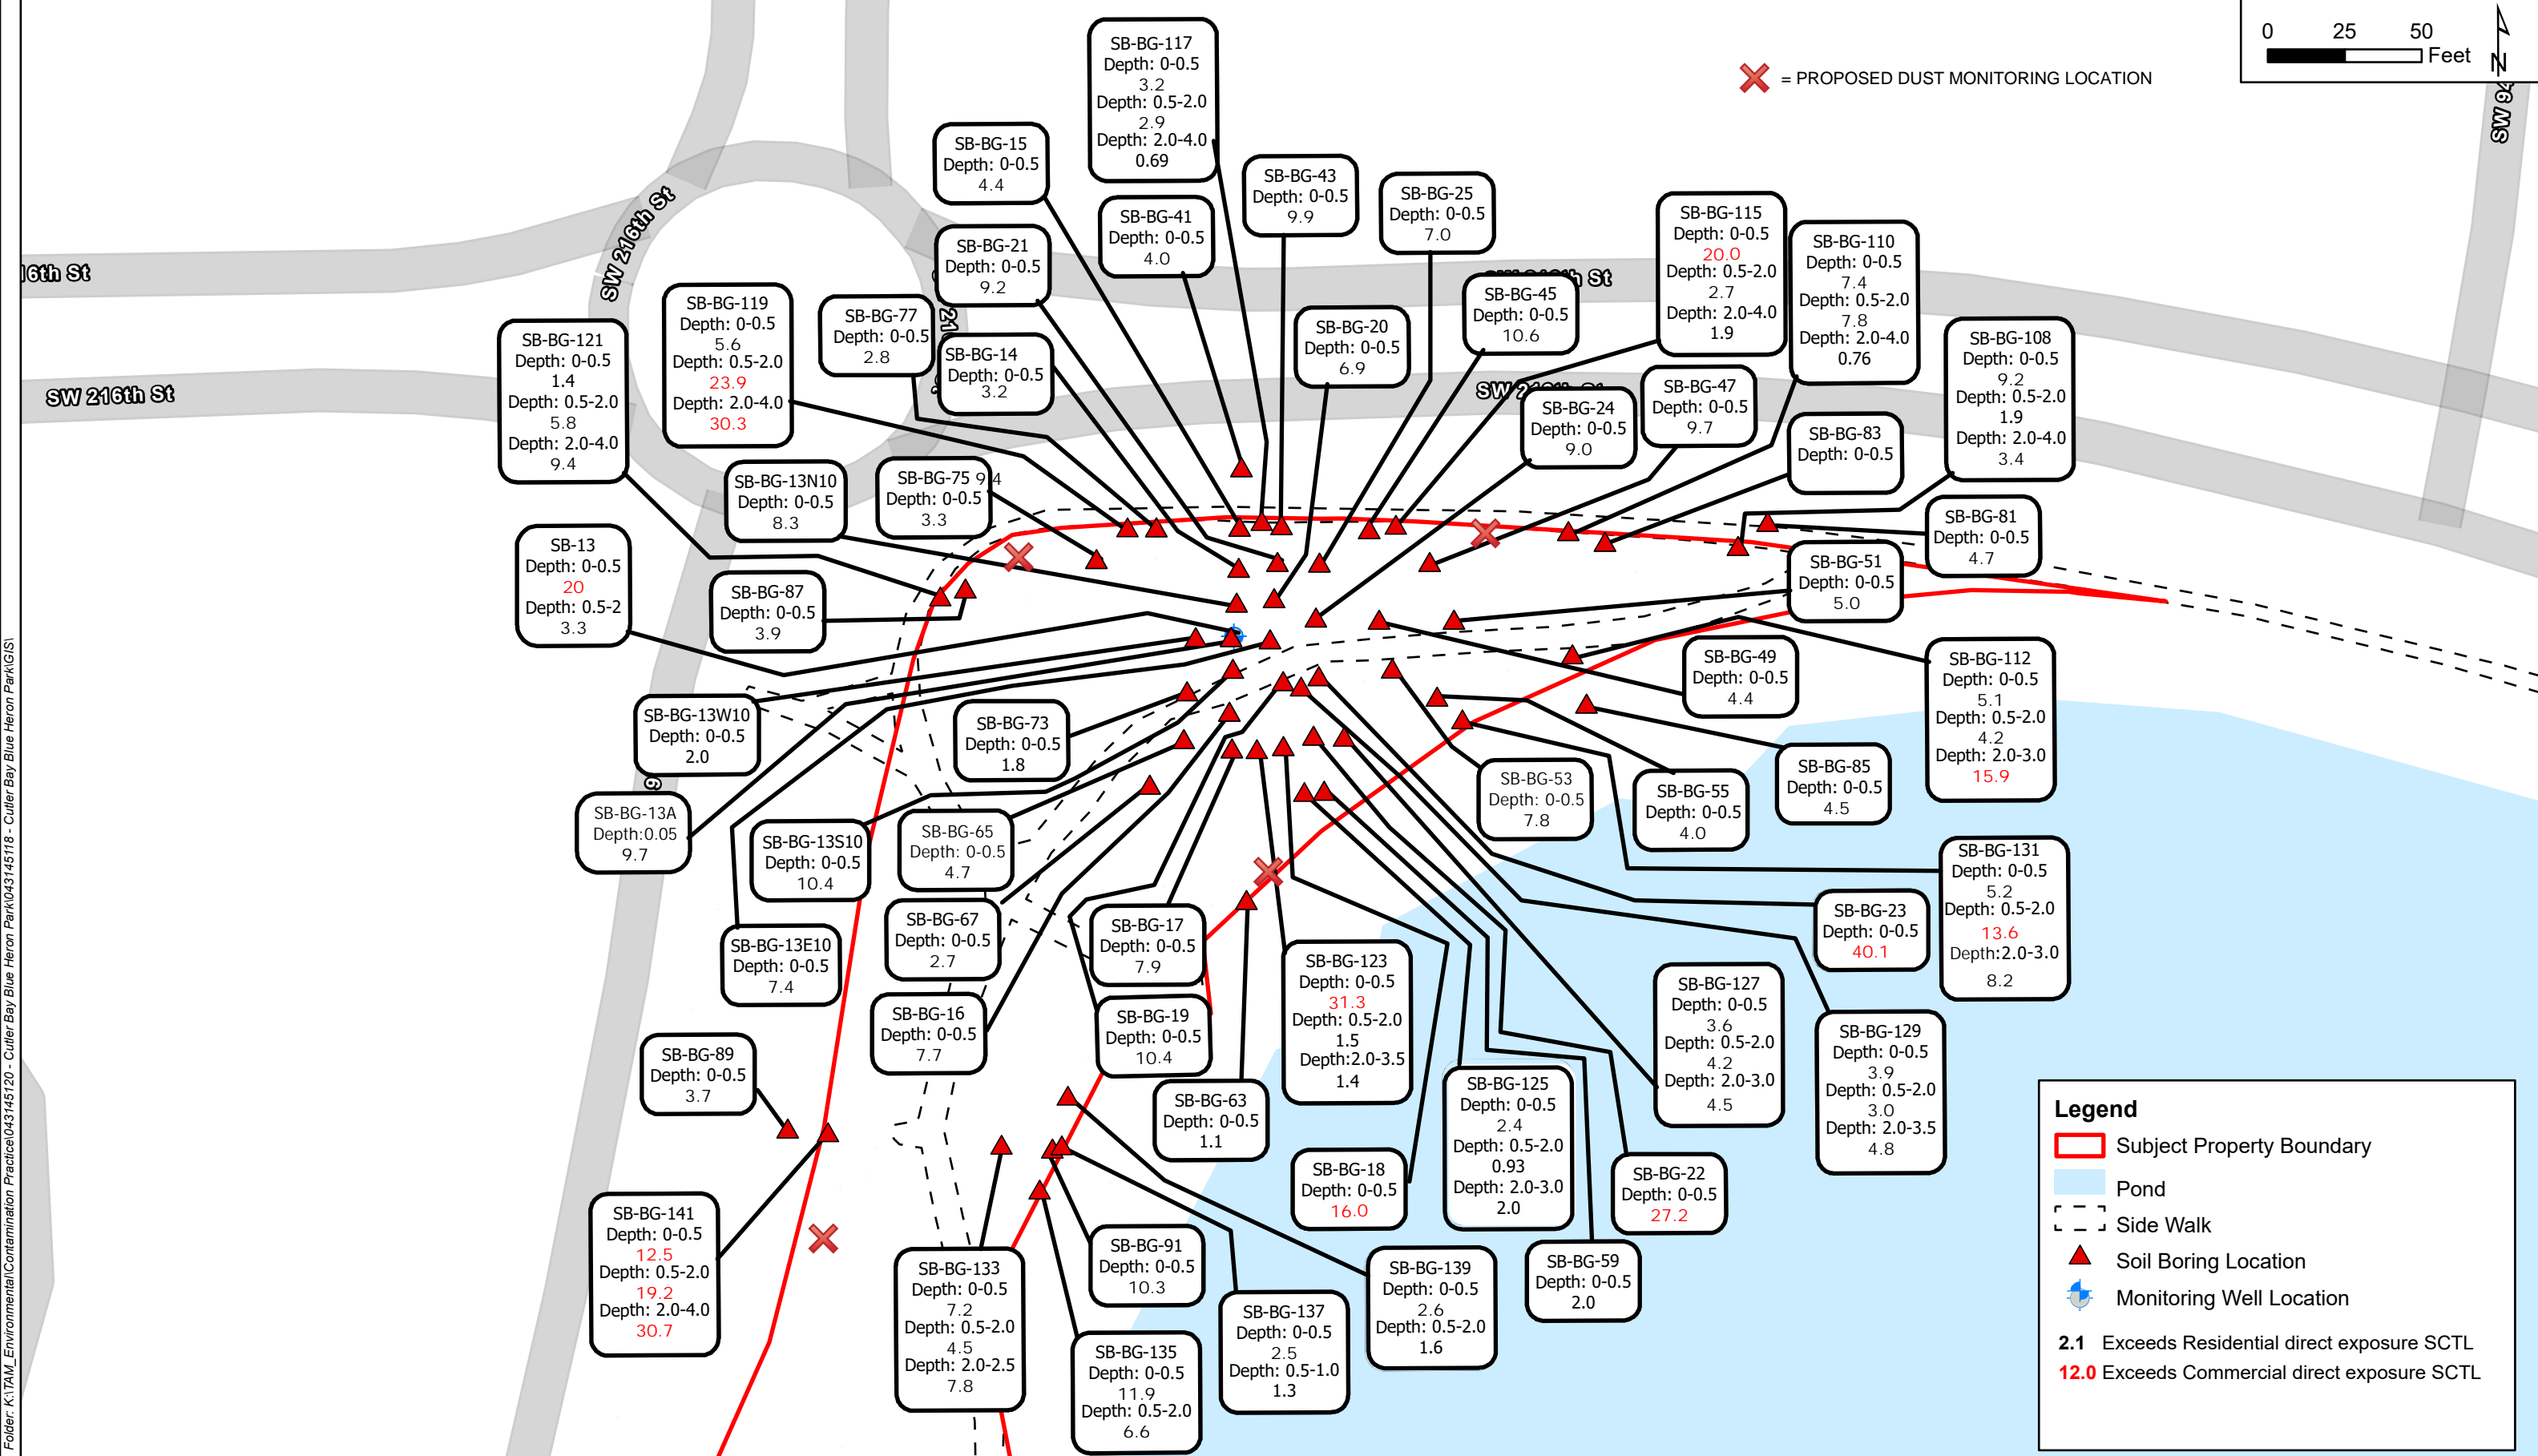 0 25 50
Feet
N
= PROPOSED DUST MONITORING LOCATION
SB-BG-117
Depth: 0-0.5
3.2
Depth: 0.5-2.0
2.9
Depth: 2.0-4.0
0.69
SB-BG-15
Depth: 0-0.5
4.4
SB-BG-41
Depth: 0-0.5
4.0
SB-BG-43
Depth: 0-0.5
9.9
SB-BG-25
Depth: 0-0.5
7.0
SB-BG-115
Depth: 0-0.5
20.0
Depth: 0.5-2.0
2.7
Depth: 2.0-4.0
1.9
SB-BG-110
Depth: 0-0.5
7.4
Depth: 0.5-2.0
7.8
Depth: 2.0-4.0
0.76
SW 216th St
16th St
SW 216th St
SB-BG-21
Depth: 0-0.5
9.2
SB-BG-45
Depth: 0-0.5
10.6
SB-BG-20
Depth: 0-0.5
6.9
SB-BG-119
Depth: 0-0.5
5.6
Depth: 0.5-2.0
23.9
Depth: 2.0-4.0
30.3
SB-BG-77
Depth: 0-0.5
2.8
SB-BG-14
Depth: 0-0.5
3.2
SB-BG-121
Depth: 0-0.5
1.4
Depth: 0.5-2.0
5.8
Depth: 2.0-4.0
9.4
SB-BG-108
Depth: 0-0.5
9.2
Depth: 0.5-2.0
1.9
Depth: 2.0-4.0
3.4
SB-BG-24
Depth: 0-0.5
9.0
SB-BG-47
Depth: 0-0.5
9.7
SB-BG-83
Depth: 0-0.5
SB-BG-13N10
Depth: 0-0.5
8.3
SB-BG-75 9.4
Depth: 0-0.5
3.3
SB-BG-81
Depth: 0-0.5
4.7
SB-13
Depth: 0-0.5
20
Depth: 0.5-2
3.3
SB-BG-87
Depth: 0-0.5
3.9
SB-BG-51
Depth: 0-0.5
5.0
SB-BG-49
Depth: 0-0.5
4.4
SB-BG-112
Depth: 0-0.5
5.1
Depth: 0.5-2.0
4.2
Depth: 2.0-3.0
15.9
SB-BG-13W10
Depth: 0-0.5
2.0
SB-BG-73
Depth: 0-0.5
1.8
SB-BG-53
Depth: 0-0.5
7.8
SB-BG-55
Depth: 0-0.5
4.0
SB-BG-85
Depth: 0-0.5
4.5
SB-BG-13A
Depth:0.05
9.7
SB-BG-13S10
Depth: 0-0.5
10.4
SB-BG-65
Depth: 0-0.5
4.7
SB-BG-131
Depth: 0-0.5
5.2
Depth: 0.5-2.0
13.6
Depth:2.0-3.0
8.2
SB-BG-23
Depth: 0-0.5
40.1
SB-BG-13E10
Depth: 0-0.5
7.4
SB-BG-67
Depth: 0-0.5
2.7
SB-BG-17
Depth: 0-0.5
7.9
SB-BG-123
Depth: 0-0.5
31.3
Depth: 0.5-2.0
1.5
Depth:2.0-3.5
1.4
SB-BG-127
Depth: 0-0.5
3.6
Depth: 0.5-2.0
4.2
Depth: 2.0-3.0
4.5
SB-BG-129
Depth: 0-0.5
3.9
Depth: 0.5-2.0
3.0
Depth: 2.0-3.5
4.8
SB-BG-16
Depth: 0-0.5
7.7
SB-BG-19
Depth: 0-0.5
10.4
SB-BG-89
Depth: 0-0.5
3.7
SB-BG-63
Depth: 0-0.5
1.1
SB-BG-125
Depth: 0-0.5
2.4
Depth: 0.5-2.0
0.93
Depth: 2.0-3.0
2.0
SB-BG-18
Depth: 0-0.5
16.0
SB-BG-22
Depth: 0-0.5
27.2
SB-BG-141
Depth: 0-0.5
12.5
Depth: 0.5-2.0
19.2
Depth: 2.0-4.0
30.7
SB-BG-133
Depth: 0-0.5
7.2
Depth: 0.5-2.0
4.5
Depth: 2.0-2.5
7.8
SB-BG-91
Depth: 0-0.5
10.3
SB-BG-139
Depth: 0-0.5
2.6
Depth: 0.5-2.0
1.6
SB-BG-59
Depth: 0-0.5
2.0
SB-BG-137
Depth: 0-0.5
2.5
Depth: 0.5-1.0
1.3
SB-BG-135
Depth: 0-0.5
11.9
Depth: 0.5-2.0
6.6
Legend
Subject Property Boundary
Pond
Side Walk
Soil Boring Location
Monitoring Well Location
2.1 Exceeds Residential direct exposure SCTL
12.0 Exceeds Commercial direct exposure SCTL
Folder: K:\TAM_Environmental\Contamination Practice\043145120 - Cutler Bay Blue Heron Park\043145118 - Cutler Bay Blue Heron Park\GIS\